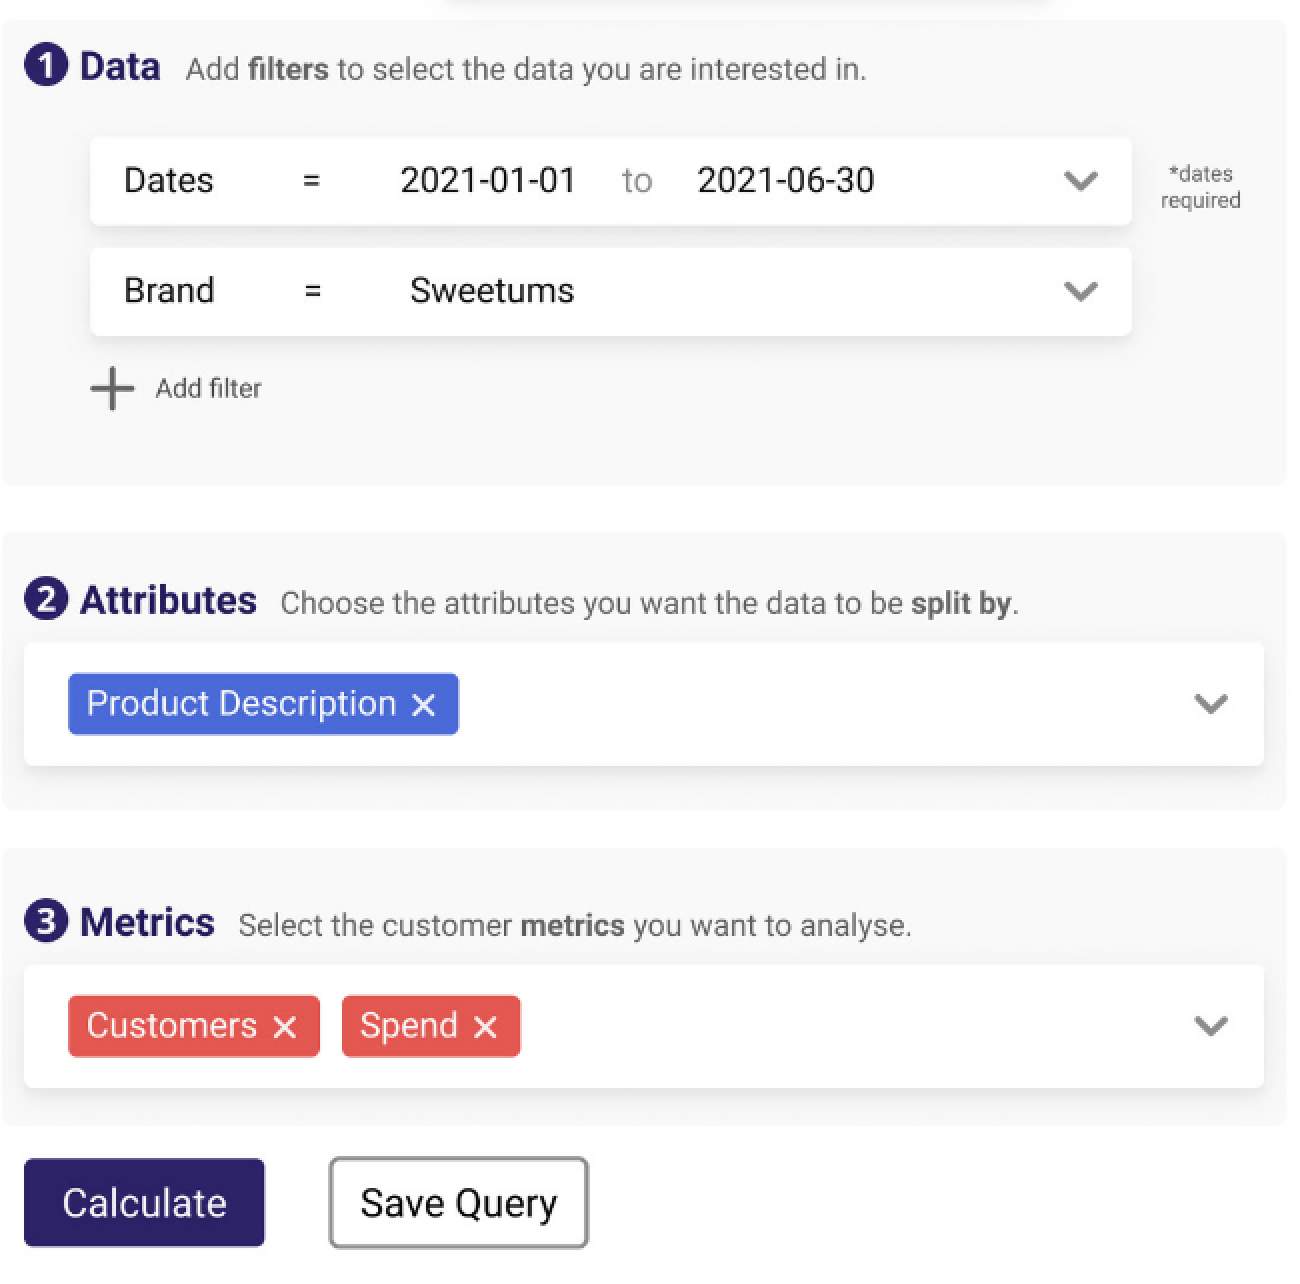 1 Data Add filters to select the data you are interested in.
Dates = 2021-01-01 to 2021-06-30
*dates
required
Brand = Sweetums
Add filter
2 Attributes Choose the attributes you want the data to be split by.
Product Description ×
3 Metrics Select the customer metrics you want to analyse.
Customers × Spend ×
Calculate Save Query